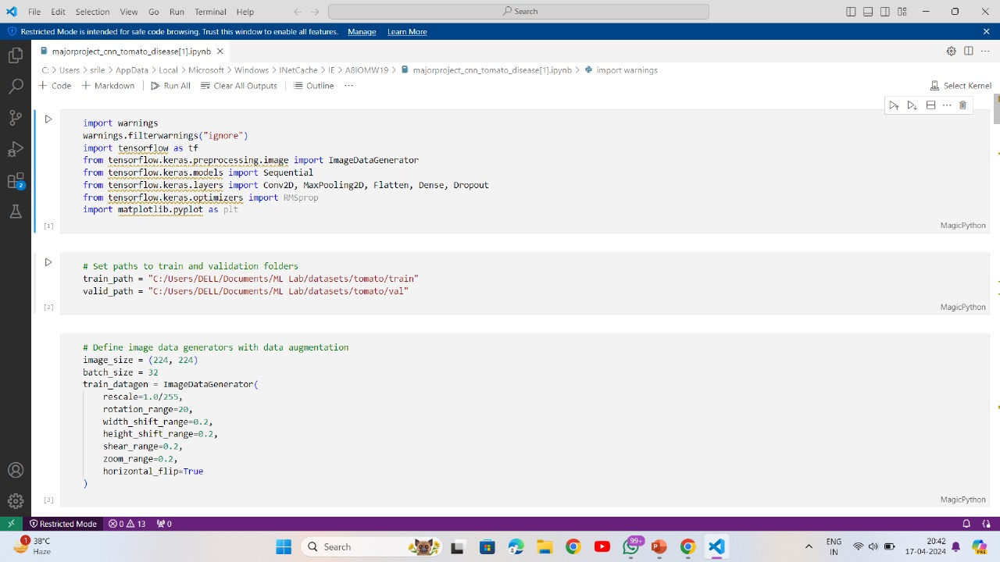 File Edit Selection View Go Run Terminal Help
Search
Restricted Mode is intended for safe code browsing. Trust this window to enable all features. Manage Learn More
majorproject_cnn_tomato_disease[1].ipynb
C: > Users > srile > AppData > Local > Microsoft > Windows > INetCache > IE > A8IOMW19 > majorproject_cnn_tomato_disease[1].ipynb > import warnings
+ Code + Markdown Run All Clear All Outputs Outline ... Select Kernel
import warnings
warnings.filterwarnings("ignore")
import tensorflow as tf
from tensorflow.keras.preprocessing.image import ImageDataGenerator
from tensorflow.keras.models import Sequential
from tensorflow.keras.layers import Conv2D, MaxPooling2D, Flatten, Dense, Dropout
from tensorflow.keras.optimizers import RMSprop
import matplotlib.pyplot as plt
[1] MagicPython
# Set paths to train and validation folders
train_path = "C:/Users/DELL/Documents/ML Lab/datasets/tomato/train"
valid_path = "C:/Users/DELL/Documents/ML Lab/datasets/tomato/val"
[2] MagicPython
# Define image data generators with data augmentation
image_size = (224, 224)
batch_size = 32
train_datagen = ImageDataGenerator(
rescale=1.0/255,
rotation_range=20,
width_shift_range=0.2,
height_shift_range=0.2,
shear_range=0.2,
zoom_range=0.2,
horizontal_flip=True
)
[3] MagicPython
2
Restricted Mode 0 13 0
1 38°C
Haze
Search
99+
ENG
IN
20:42
17-04-2024
PRE